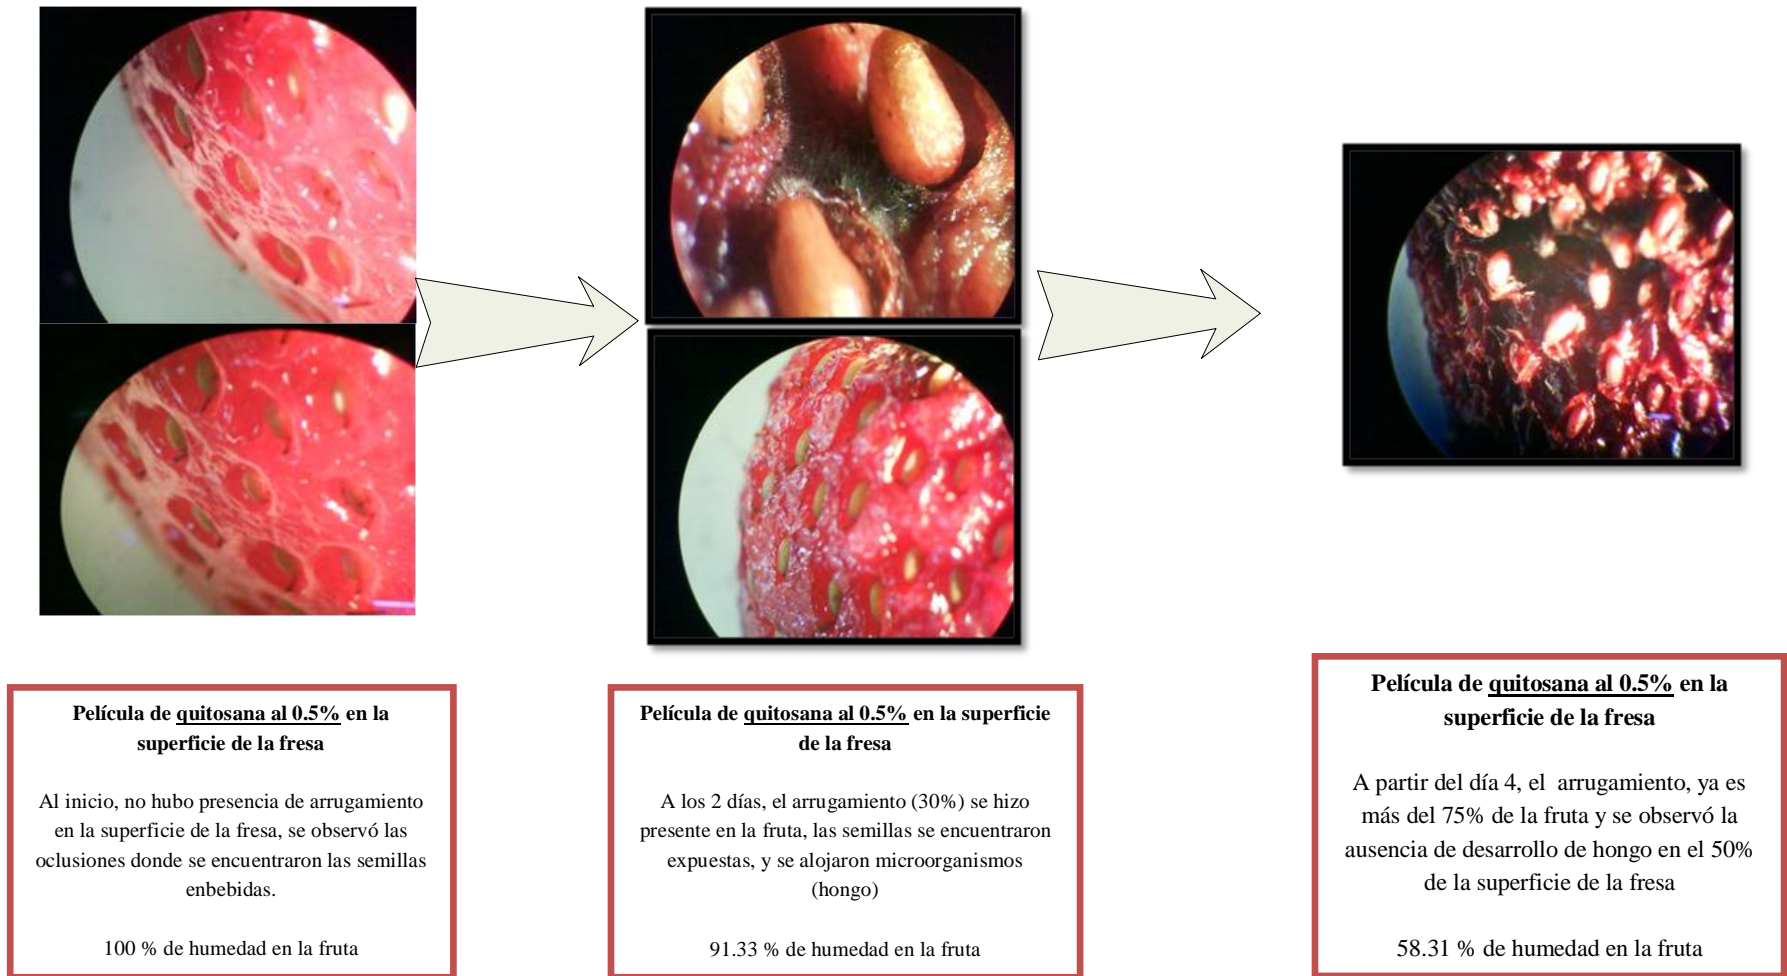 Película de quitosana al 0.5% en la
superficie de la fresa
Al inicio, no hubo presencia de arrugamiento
en la superficie de la fresa, se observó las
oclusiones donde se encuentraron las semillas
enbebidas.
100 % de humedad en la fruta
Película de quitosana al 0.5% en la superficie
de la fresa
A los 2 días, el arrugamiento (30%) se hizo
presente en la fruta, las semillas se encuentraron
expuestas, y se alojaron microorganismos
(hongo)
91.33 % de humedad en la fruta
Película de quitosana al 0.5% en la
superficie de la fresa
A partir del día 4, el arrugamiento, ya es
más del 75% de la fruta y se observó la
ausencia de desarrollo de hongo en el 50%
de la superficie de la fresa
58.31 % de humedad en la fruta